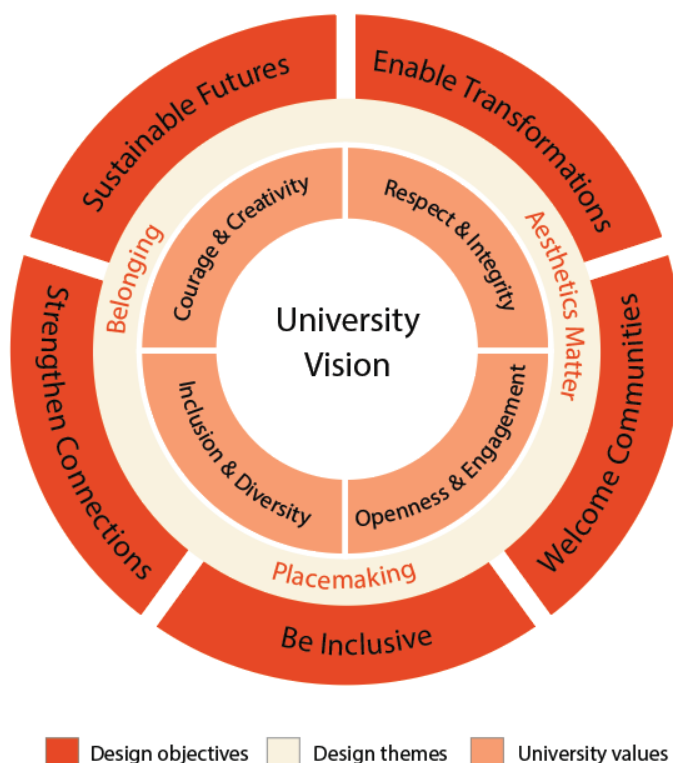 Sustainable Futures
Enable Transformations
Strengthen Connections
Welcome Communities
Be Inclusive
Belonging
Aesthetics Matter
Placemaking
Courage & Creativity
Respect & Integrity
Inclusion & Diversity
Openness & Engagement
University
Vision
Design objectives
Design themes
University values